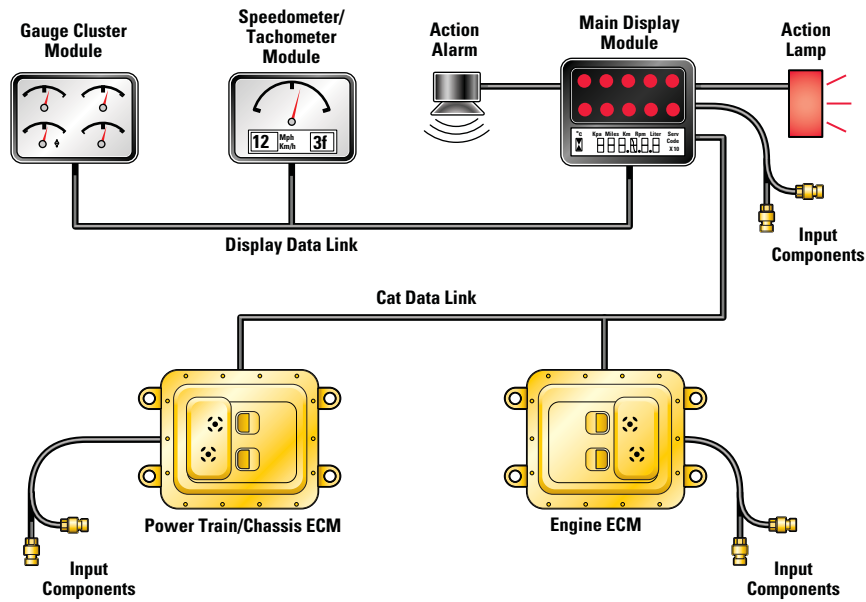 Gauge Cluster
Module
Speedometer/
Tachometer
Module
12
Mph
Km/h
3f
Action
Alarm
Main Display
Module
°C Kpa Miles Km Rpm Liter Serv
Code
X10
Action
Lamp
Input
Components
Display Data Link
Cat Data Link
Power Train/Chassis ECM
Engine ECM
Input
Components
Input
Components